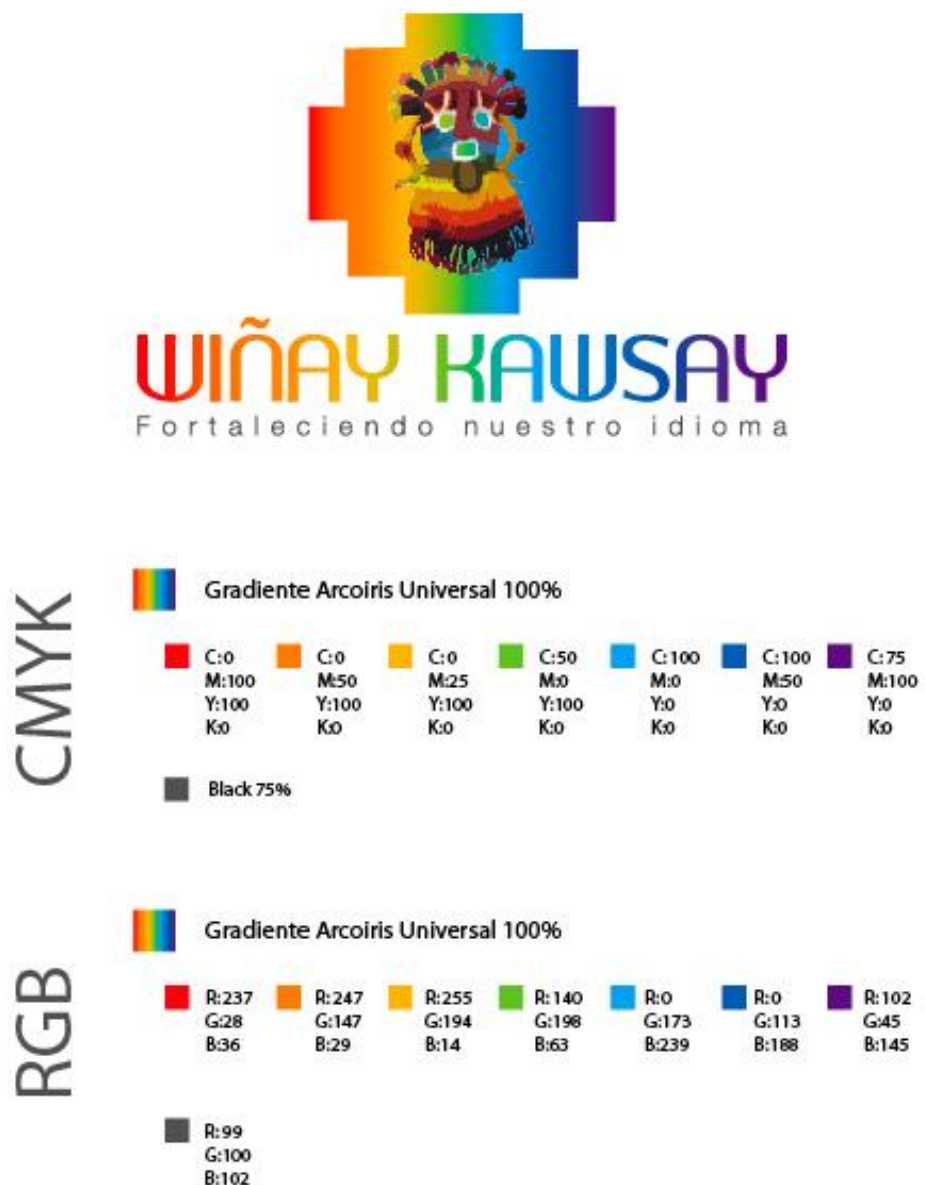 WIÑAY KAWSAY
Fortaleciendo nuestro idioma
CMYK
Gradiente Arcoiris Universal 100%
C:0 C:0 C:0 C:50 C:100 C:100 C:75
M:100 M:50 M:25 M:0 M:0 M:50 M:100
Y:100 Y:100 Y:100 Y:100 Y:0 Y:0 Y:0
K:0 K:0 K:0 K:0 K:0 K:0 K:0
Black 75%
RGB
Gradiente Arcoiris Universal 100%
R:237 R:247 R:255 R:140 R:0 R:0 R:102
G:28 G:147 G:194 G:198 G:173 G:113 G:45
B:36 B:29 B:14 B:63 B:239 B:188 B:145
R:99
G:100
B:102